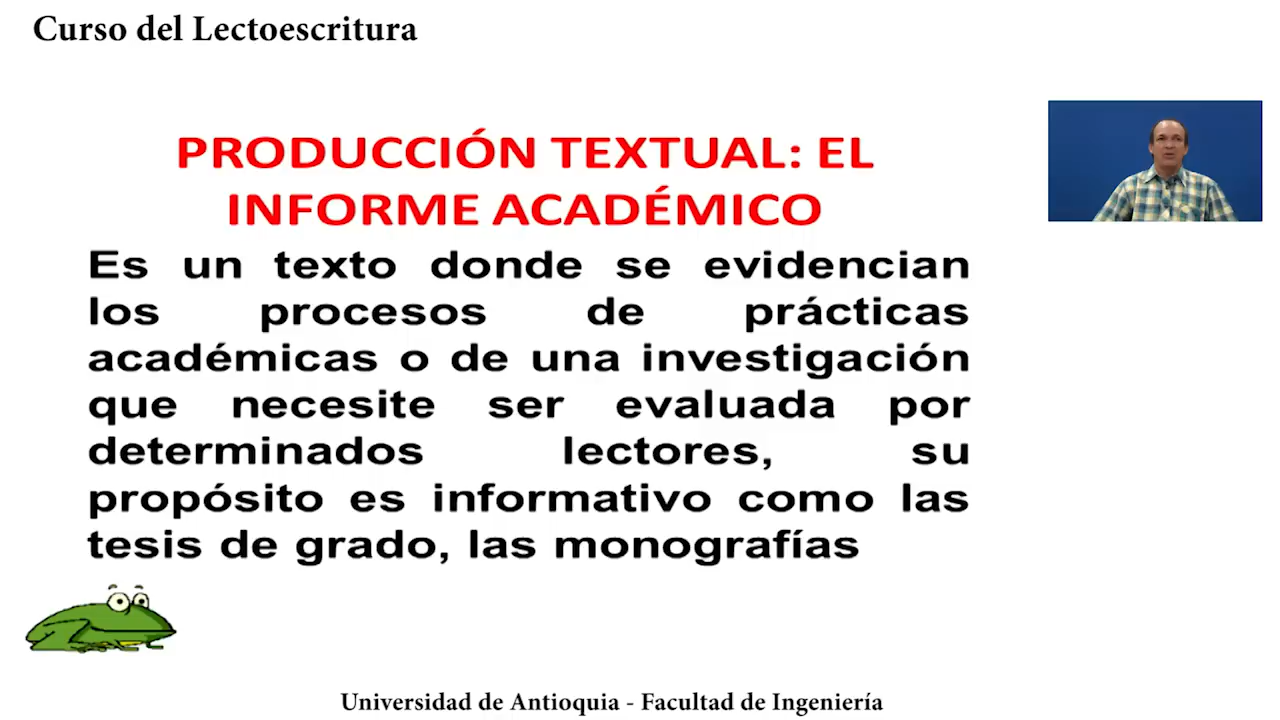 Curso del Lectoescritura
PRODUCCIÓN TEXTUAL: EL
INFORME ACADÉMICO
Es un texto donde se evidencian
los procesos de prácticas
académicas o de una investigación
que necesite ser evaluada por
determinados lectores, su
propósito es informativo como las
tesis de grado, las monografías
Universidad de Antioquia - Facultad de Ingeniería